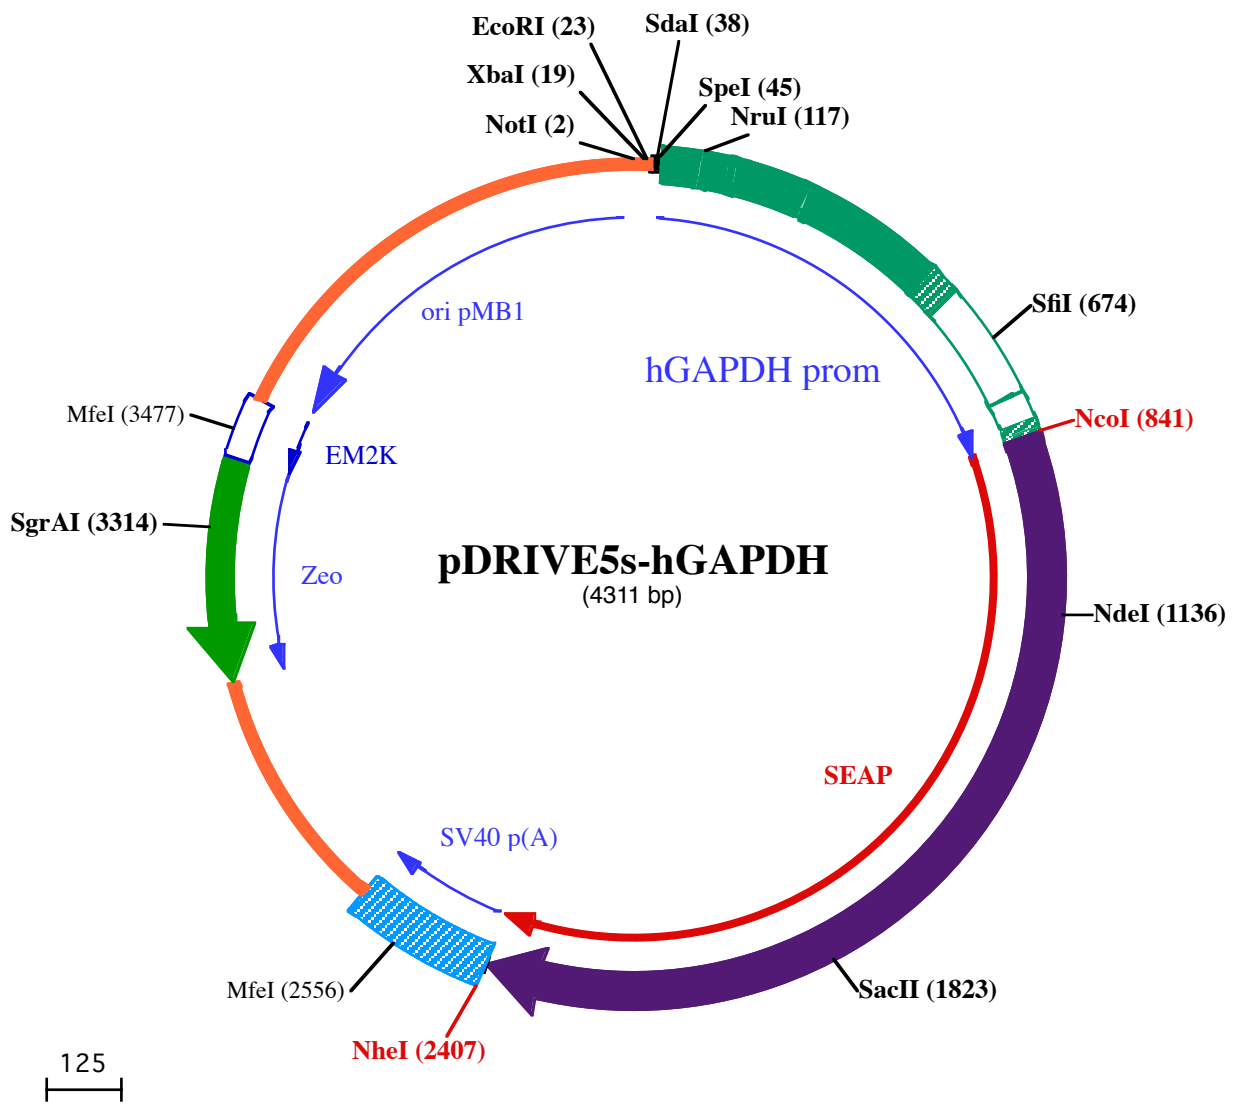 EcoRI (23)
SdaI (38)
XbaI (19)
SpeI (45)
NotI (2)
NruI (117)
SfiI (674)
ori pMB1
hGAPDH prom
MfeI (3477)
NcoI (841)
EM2K
SgrAI (3314)
pDRIVE5s-hGAPDH
(4311 bp)
Zeo
NdeI (1136)
SEAP
SV40 p(A)
MfeI (2556)
SacII (1823)
NheI (2407)
125